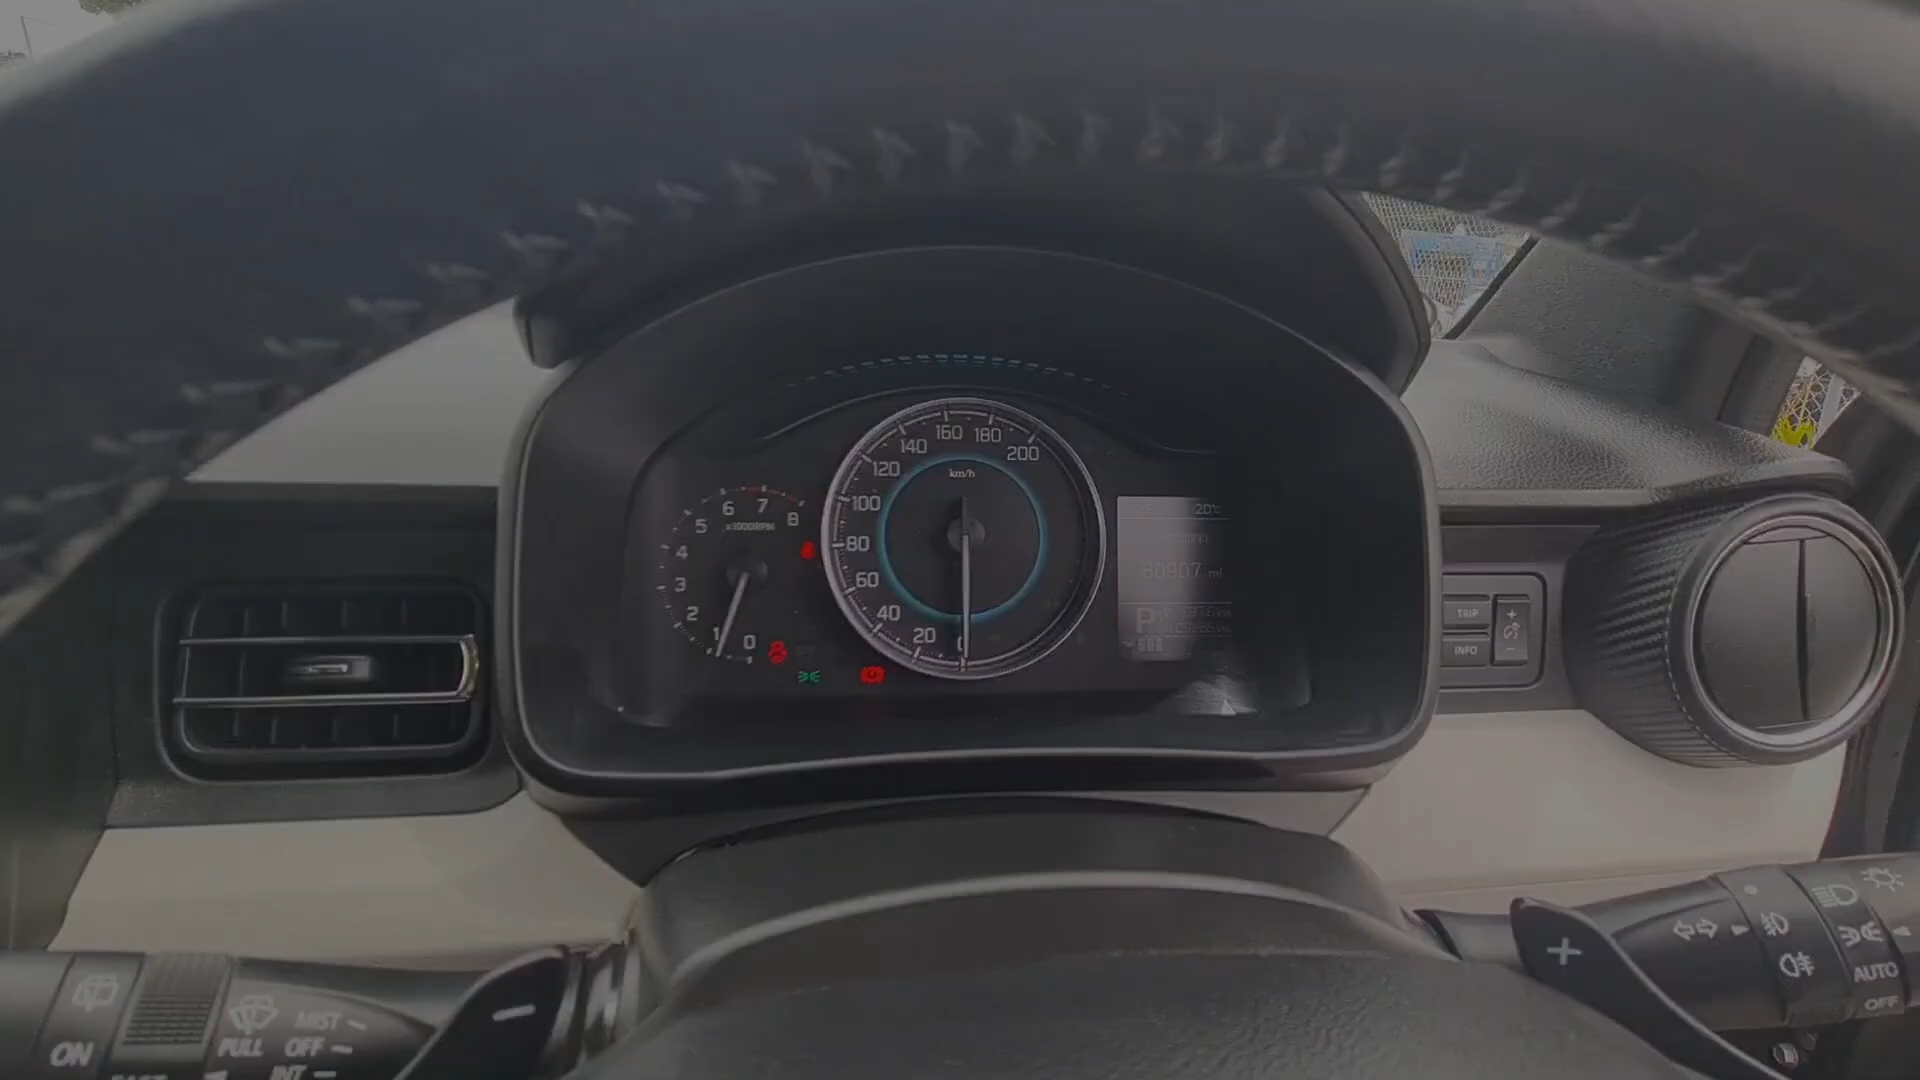 160
140 180
120 200
km/h
100
80
60
40
20
0
6 7
5 x1000RPM 8
4
3
2
1 0
20°C
80907 ml
P
TRIP
INFO
+
-
ON
PULL
MIST
OFF
INT
-
+
AUTO
OFF